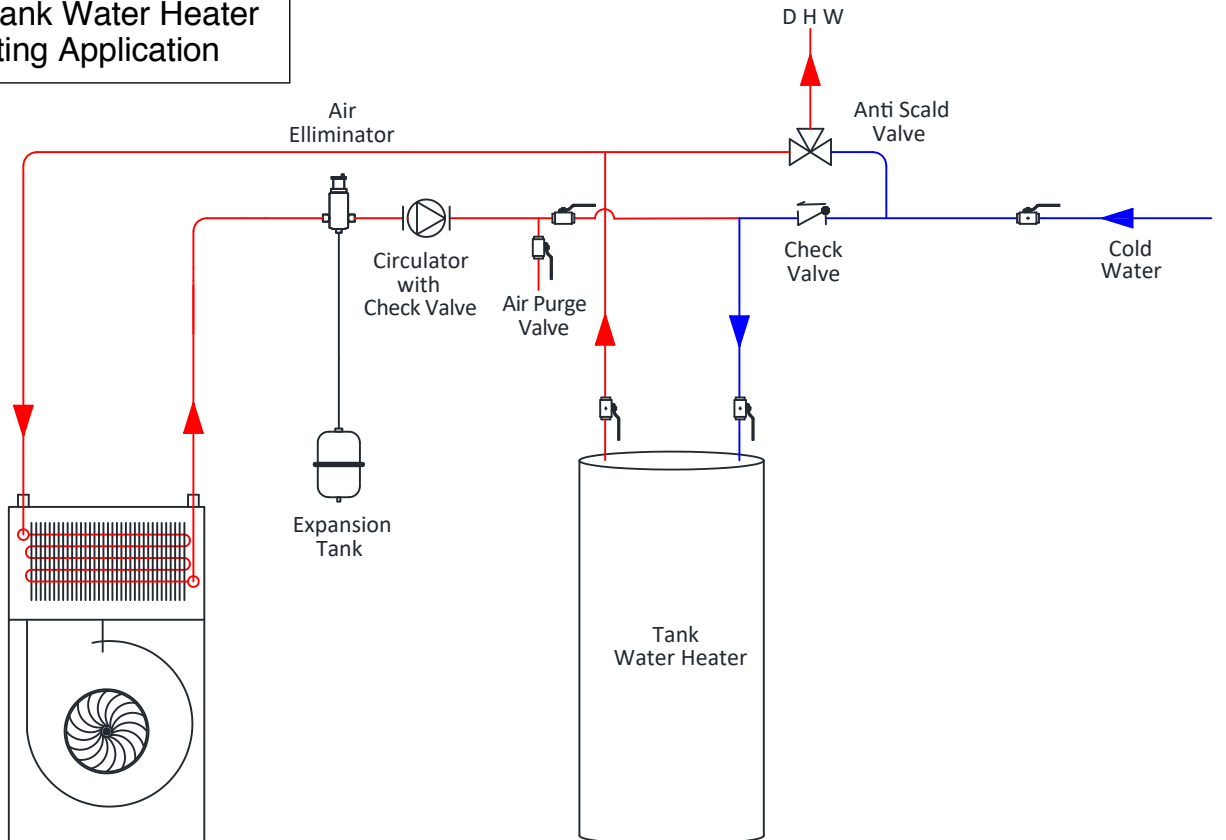 Tank Water Heater
ting Application
D H W
Air
Elliminator
Anti Scald
Valve
Circulator
with
Check Valve
Air Purge
Valve
Check
Valve
Cold
Water
Expansion
Tank
Tank
Water Heater